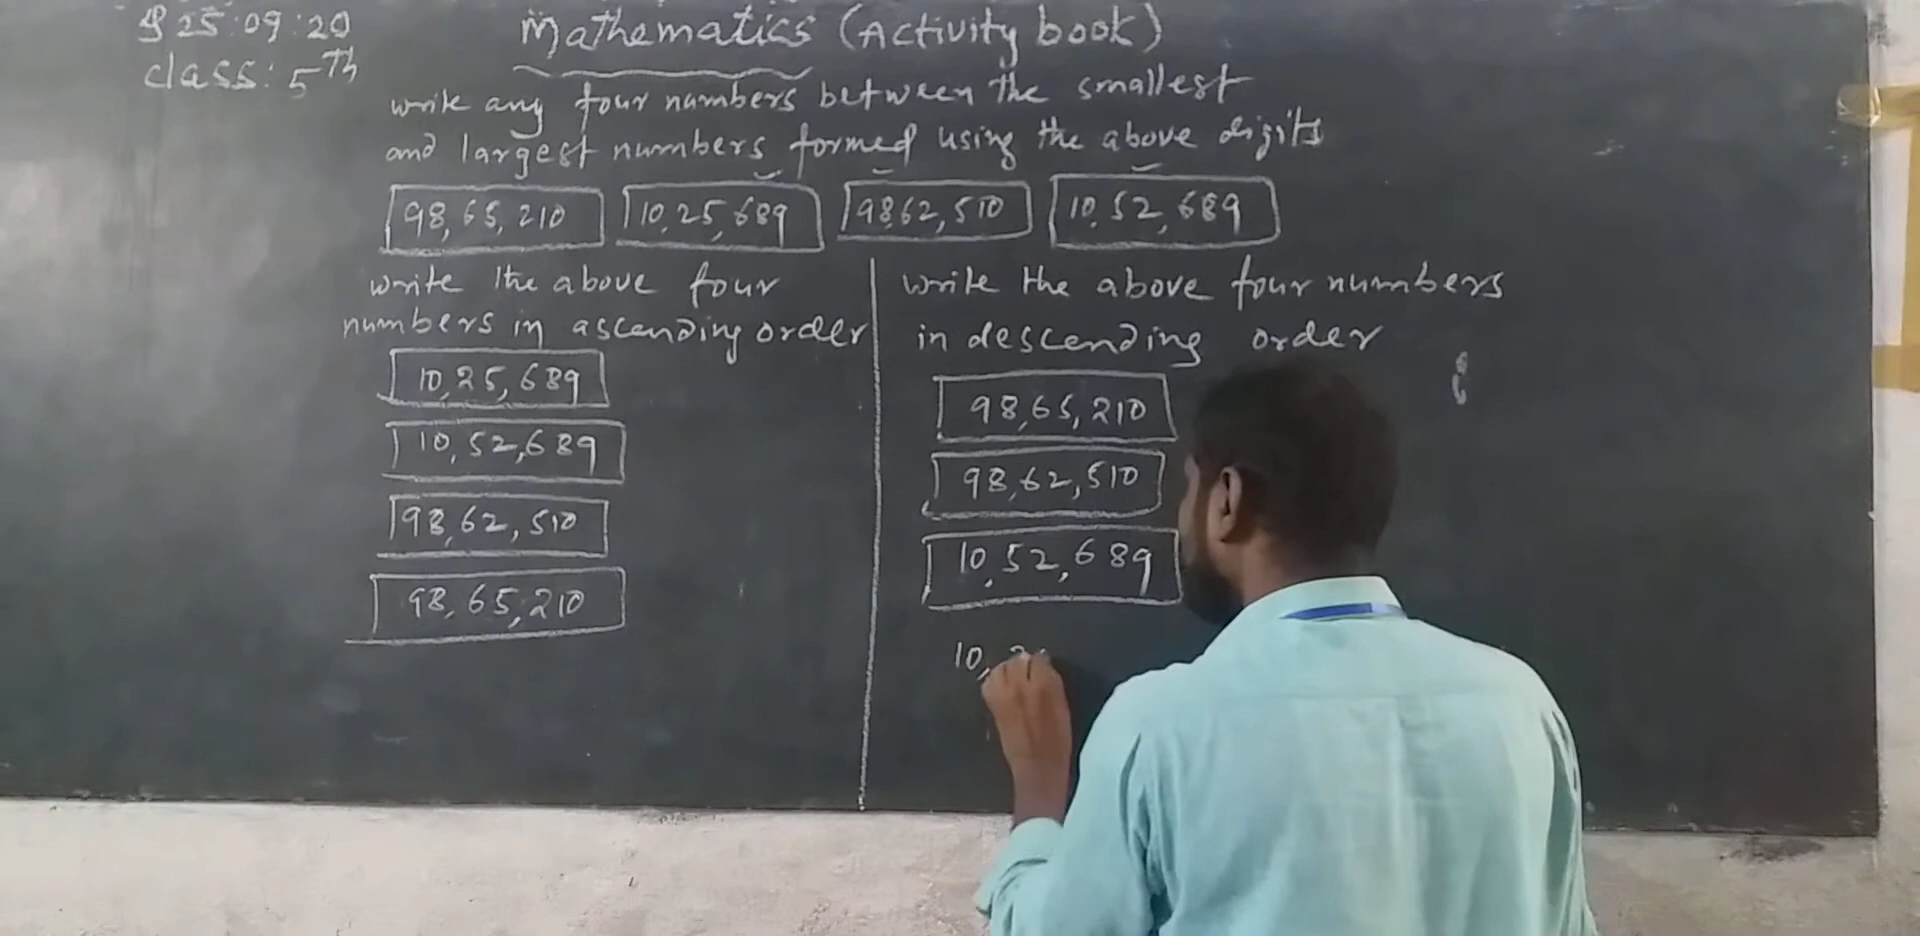 25:09:20
class: 5Th
Mathematics (Activity book)
write any four numbers between the smallest
and largest numbers formed using the above digits
98,65,210 10,25,689 9862,510 10,52,689
write the above four
numbers in ascending order
10,25,689
10,52,689
98,62,510
98,65,210
write the above four numbers
in descending order
98,65,210
98,62,510
10,52,689
10,